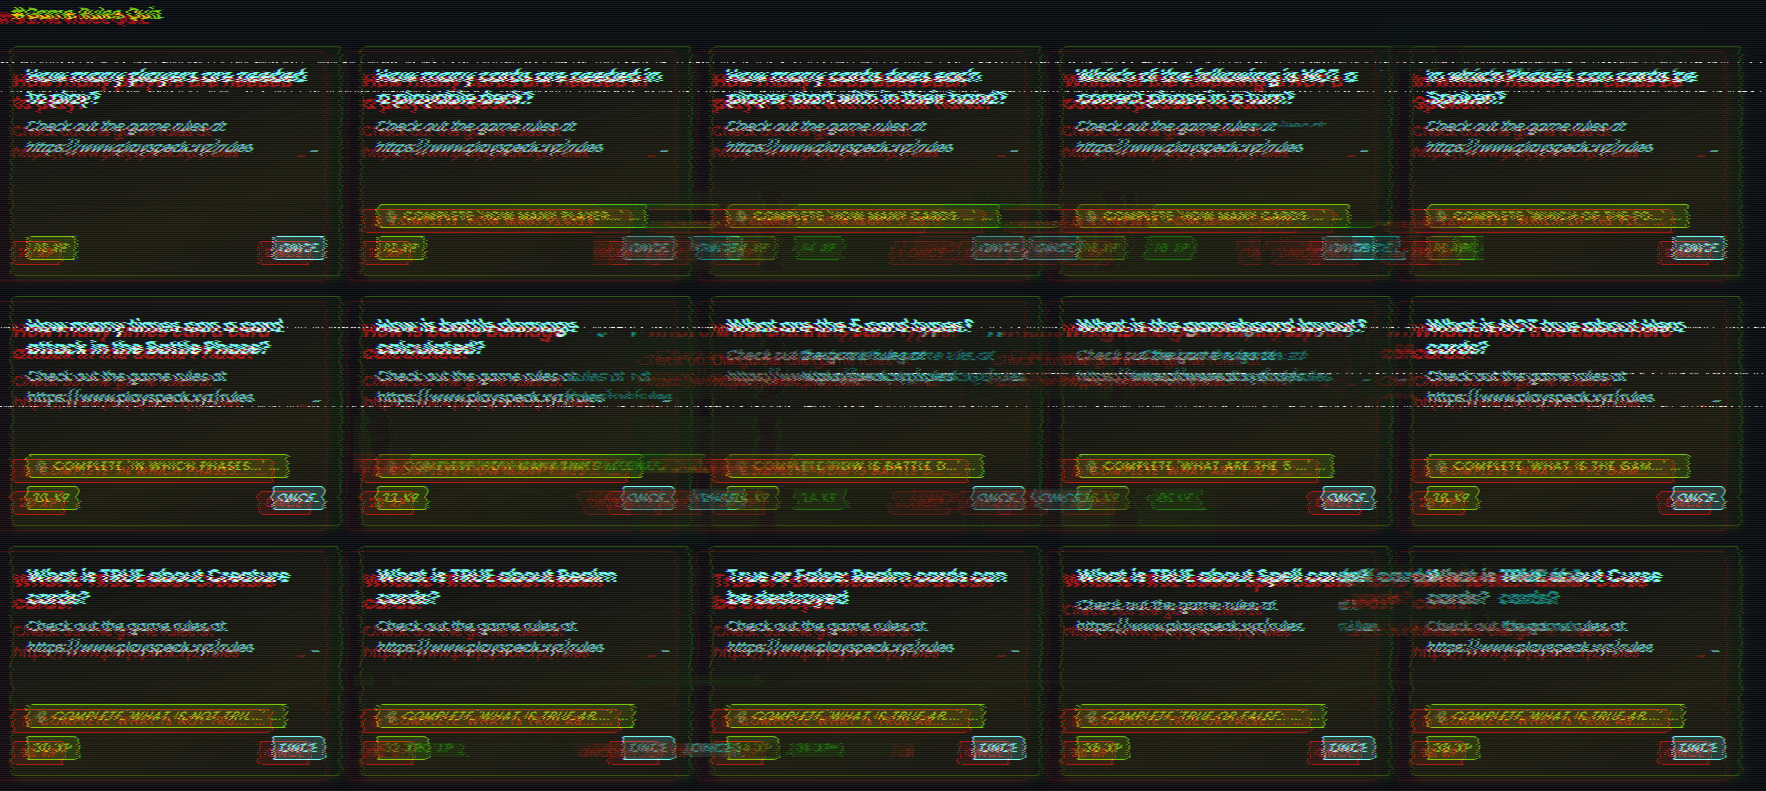 #Game Rules Quiz
How many players are needed
to play?
Check out the game rules at
https://www.playspeck.xyz/rules
ONCE
How many cards are needed in
a playable deck?
Check out the game rules at
https://www.playspeck.xyz/rules
COMPLETE "HOW MANY PLAYER..."
ONCE
How many cards does each
player start with in their hand?
Check out the game rules at
https://www.playspeck.xyz/rules
COMPLETE "HOW MANY CARDS ..."
ONCE
Which of the following is NOT a
correct phase in a turn?
Check out the game rules at
https://www.playspeck.xyz/rules
COMPLETE "HOW MANY CARDS ..."
ONCE
In which Phases can cards be
Spoken?
Check out the game rules at
https://www.playspeck.xyz/rules
COMPLETE "WHICH OF THE FO..."
ONCE
How many times can a card
attack in the Battle Phase?
Check out the game rules at
https://www.playspeck.xyz/rules
COMPLETE "IN WHICH PHASES..."
ONCE
How is battle damage
calculated?
Check out the game rules at
https://www.playspeck.xyz/rules
COMPLETE "HOW MANY TIMES
ONCE
What are the 5 card types?
Check out the game rules at
https://www.playspeck.xyz/rules
COMPLETE "HOW IS BATTLE D..."
ONCE
What is the gameboard layout?
Check out the game rules at
https://www.playspeck.xyz/rules
COMPLETE "WHAT ARE THE 5 ..."
ONCE
What is NOT true about Hero
cards?
Check out the game rules at
https://www.playspeck.xyz/rules
COMPLETE "WHAT IS THE GAM..."
ONCE
What is TRUE about Creature
cards?
Check out the game rules at
https://www.playspeck.xyz/rules
COMPLETE "WHAT IS NOT TRU..."
30 XP
ONCE
What is TRUE about Realm
cards?
Check out the game rules at
https://www.playspeck.xyz/rules
COMPLETE "WHAT IS TRUE AB..."
ONCE
True or False: Realm cards can
be destroyed
Check out the game rules at
https://www.playspeck.xyz/rules
COMPLETE "WHAT IS TRUE AB..."
ONCE
What is TRUE about Spell cards?
Check out the game rules at
https://www.playspeck.xyz/rules
COMPLETE "TRUE OR FALSE: ..."
ONCE
What is TRUE about Curse
cards?
Check out the game rules at
https://www.playspeck.xyz/rules
COMPLETE "WHAT IS TRUE AB..."
ONCE